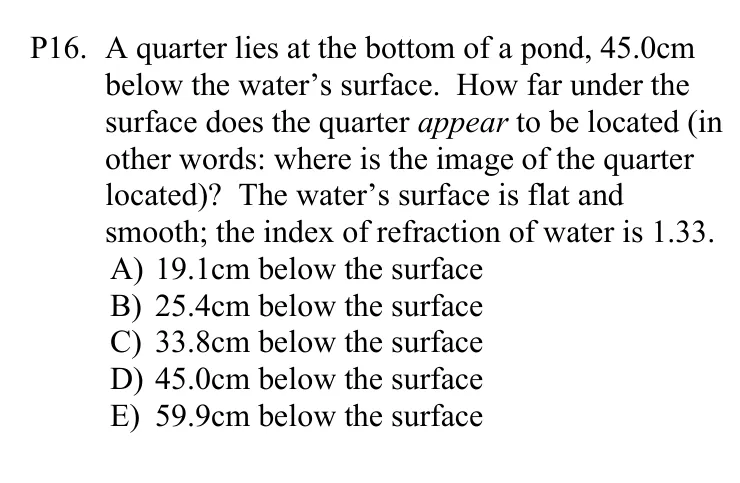 P16. A quarter lies at the bottom of a pond, 45.0cm
below the water's surface. How far under the
surface does the quarter appear to be located (in
other words: where is the image of the quarter
located)? The water's surface is flat and
smooth; the index of refraction of water is 1.33.
A) 19.1cm below the surface
B) 25.4cm below the surface
C) 33.8cm below the surface
D) 45.0cm below the surface
E) 59.9cm below the surface